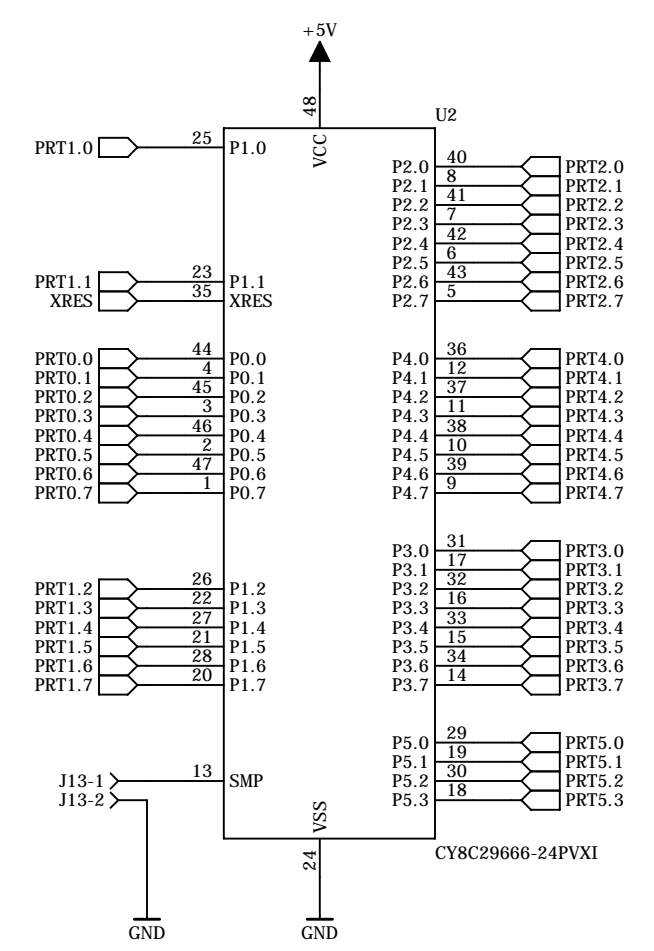 +5V
48
U2
VCC
PRT1.0 25 P1.0
P2.0 40 PRT2.0
P2.1 8 PRT2.1
P2.2 41 PRT2.2
P2.3 7 PRT2.3
P2.4 42 PRT2.4
P2.5 6 PRT2.5
PRT1.1 23 P1.1 P2.6 43 PRT2.6
XRES 35 XRES P2.7 5 PRT2.7
PRT0.0 44 P0.0 P4.0 36 PRT4.0
PRT0.1 4 P0.1 P4.1 12 PRT4.1
PRT0.2 45 P0.2 P4.2 37 PRT4.2
PRT0.3 3 P0.3 P4.3 11 PRT4.3
PRT0.4 46 P0.4 P4.4 38 PRT4.4
PRT0.5 2 P0.5 P4.5 10 PRT4.5
PRT0.6 47 P0.6 P4.6 39 PRT4.6
PRT0.7 1 P0.7 P4.7 9 PRT4.7
P3.0 31 PRT3.0
P3.1 17 PRT3.1
PRT1.2 26 P1.2 P3.2 32 PRT3.2
PRT1.3 22 P1.3 P3.3 16 PRT3.3
PRT1.4 27 P1.4 P3.4 33 PRT3.4
PRT1.5 21 P1.5 P3.5 15 PRT3.5
PRT1.6 28 P1.6 P3.6 34 PRT3.6
PRT1.7 20 P1.7 P3.7 14 PRT3.7
P5.0 29 PRT5.0
P5.1 19 PRT5.1
J13-1 13 SMP P5.2 30 PRT5.2
J13-2 P5.3 18 PRT5.3
VSS
24
CY8C29666-24PVXI
GND GND